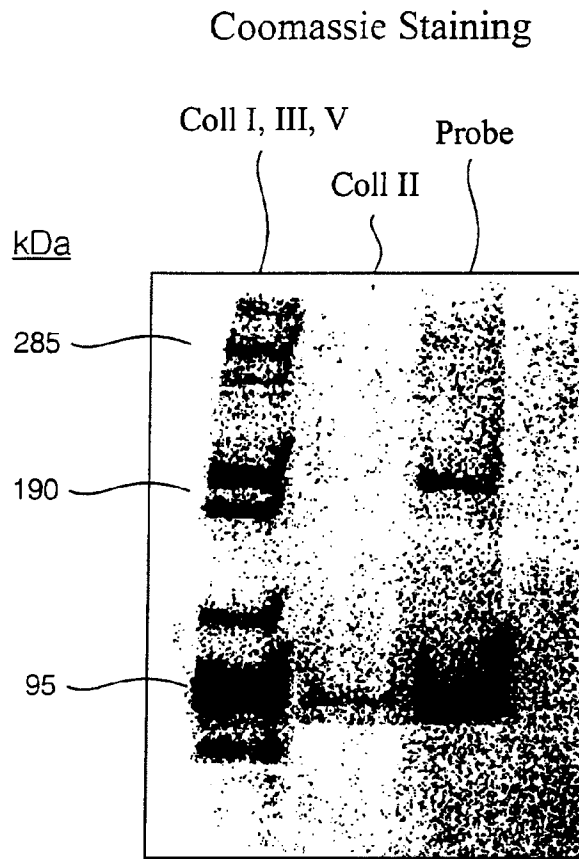 Coomassie Staining
Coll I, III, V
Probe
Coll II
kDa
285
190
95